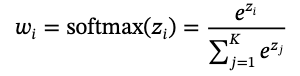 w_i = softmax(z_i) = \frac{e^{z_i}}{\sum_{j=1}^{K} e^{z_j}}